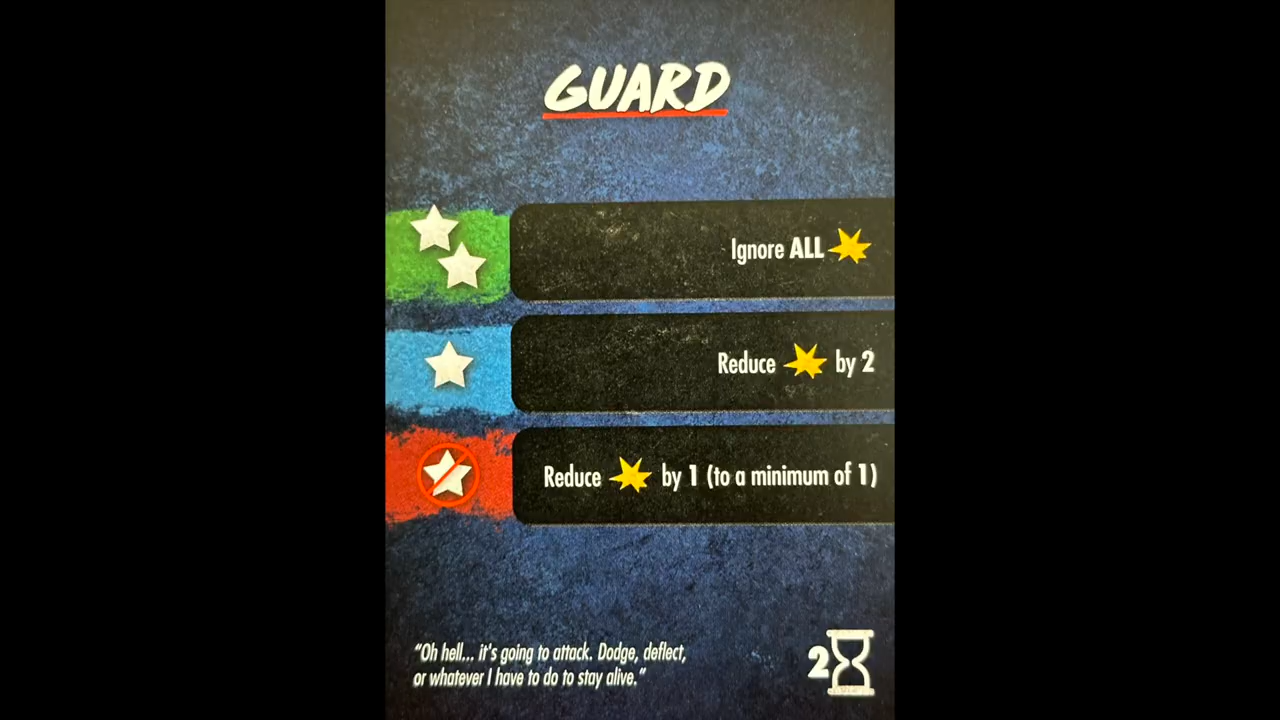 GUARD
Ignore ALL
Reduce by 2
Reduce by 1 (to a minimum of 1)
“Oh hell... it's going to attack. Dodge, deflect,
or whatever I have to do to stay alive.”
2